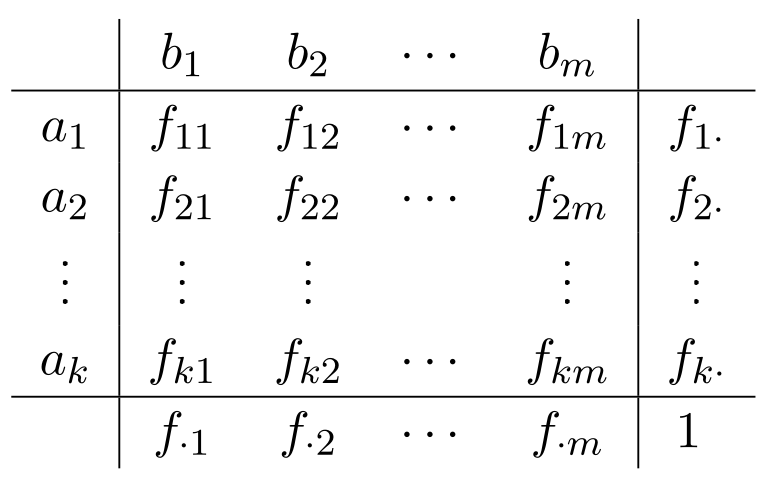 b₁ b₂ ⋯ bₘ
a₁ f₁₁ f₁₂ ⋯ f₁ₘ f₁.
a₂ f₂₁ f₂₂ ⋯ f₂ₘ f₂.
⋮ ⋮ ⋮ ⋮ ⋮
aₖ fₖ₁ fₖ₂ ⋯ fₖₘ fₖ.
f.₁ f.₂ ⋯ f.ₘ 1